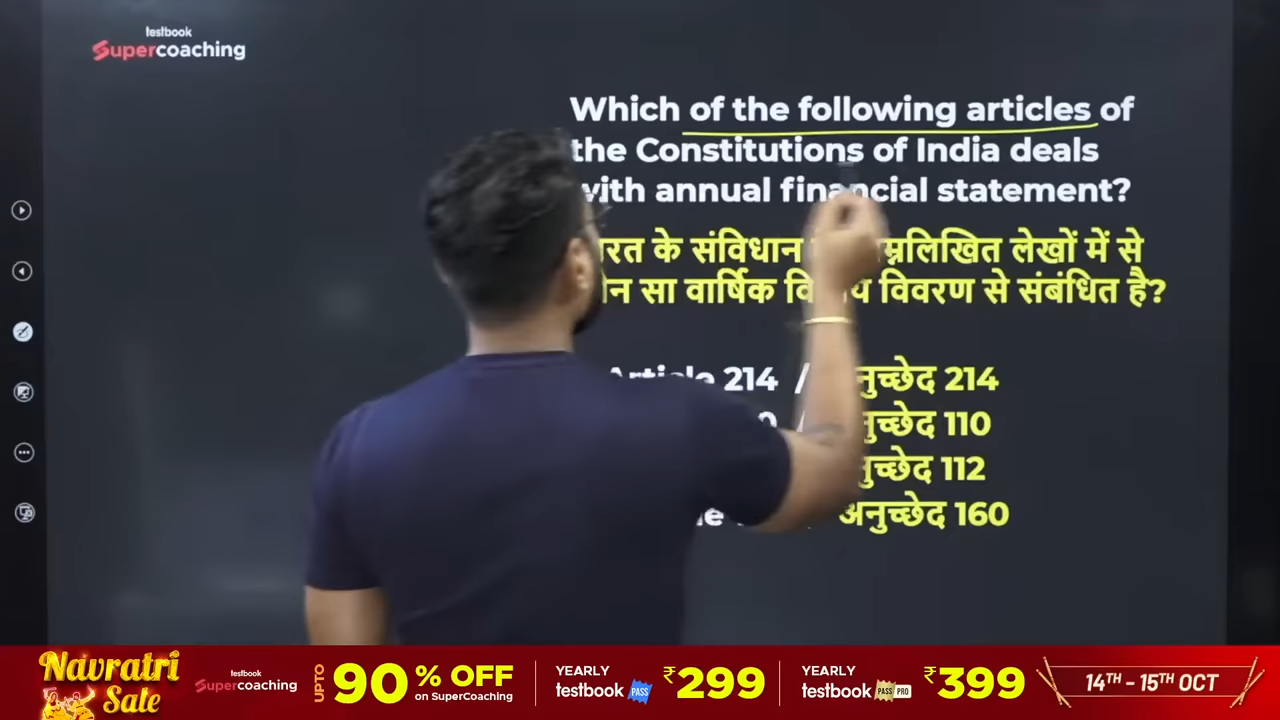 testbook
Supercoaching
Which of the following articles of
the Constitutions of India deals
with annual financial statement?
के संविधान लेखों में से
सा वार्षिक विवरण से संबंधित है?
Article 214 / अनुच्छेद 214
110
112
अनुच्छेद 160
Navratri
Sale
testbook
Supercoaching
UPTO
90% OFF
on SuperCoaching
YEARLY
testbook PASS
₹299
YEARLY
testbook PASS PRO
₹399
14TH - 15TH OCT